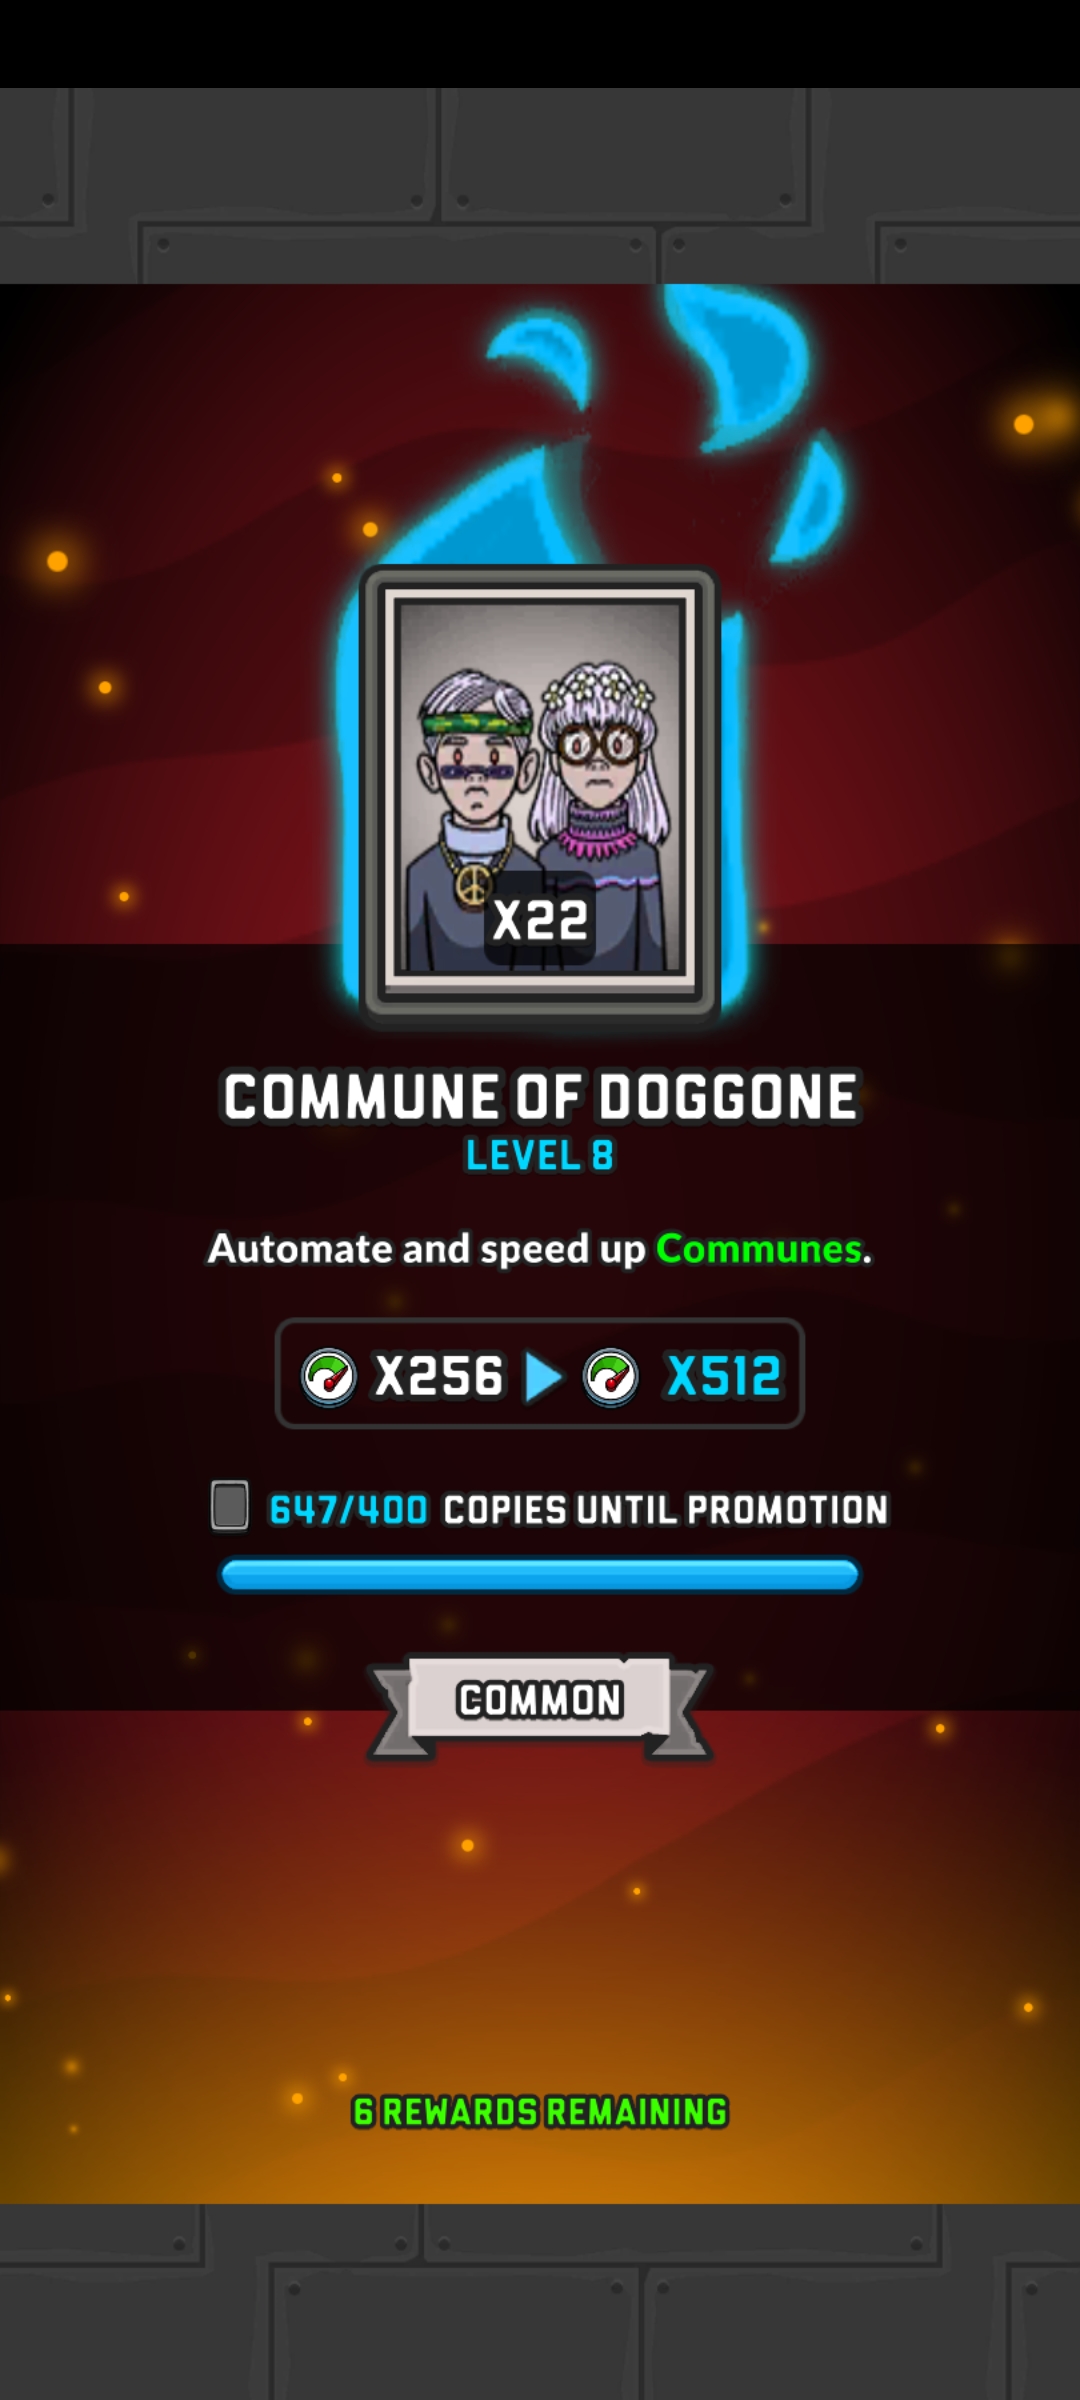 X22
COMMUNE OF DOGGONE
LEVEL 8
Automate and speed up Communes.
X256 X512
647/400 COPIES UNTIL PROMOTION
COMMON
6 REWARDS REMAINING